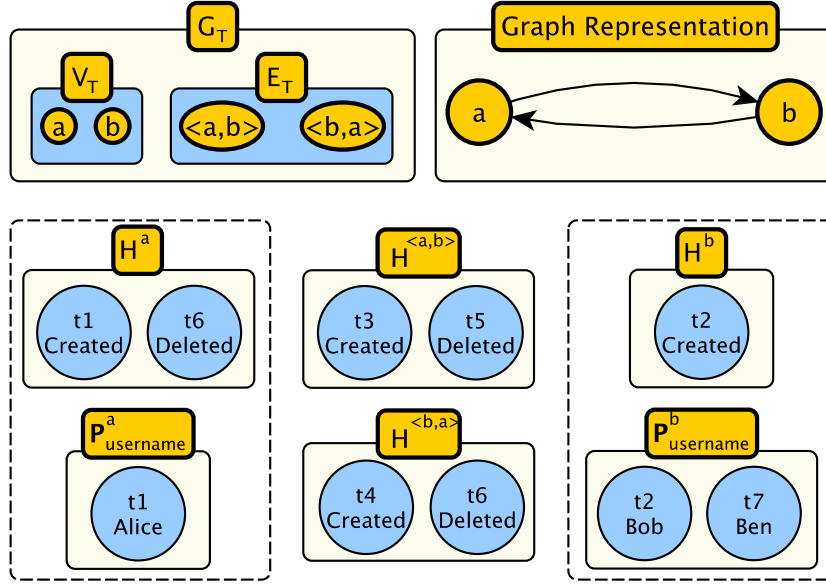 G_T
V_T
E_T
a
b
<a,b>
<b,a>
Graph Representation
a
b
H^a
t1
Created
t6
Deleted
P^a_username
t1
Alice
H^<a,b>
t3
Created
t5
Deleted
H^<b,a>
t4
Created
t6
Deleted
H^b
t2
Created
P^b_username
t2
Bob
t7
Ben